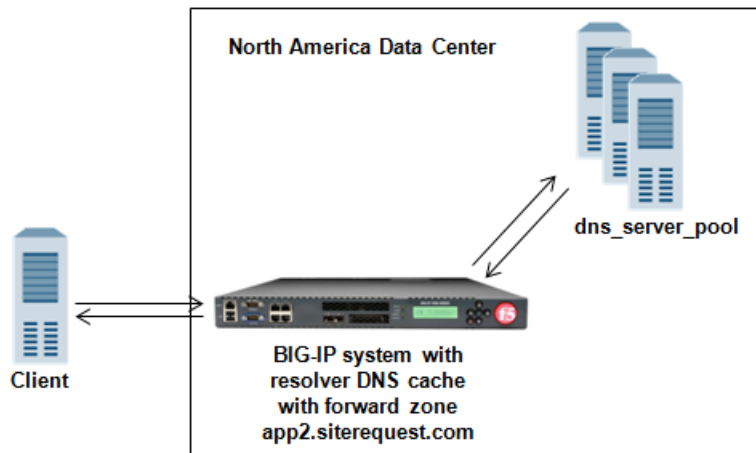 North America Data Center
dns_server_pool
Client
BIG-IP system with
resolver DNS cache
with forward zone
app2.siterequest.com
f5